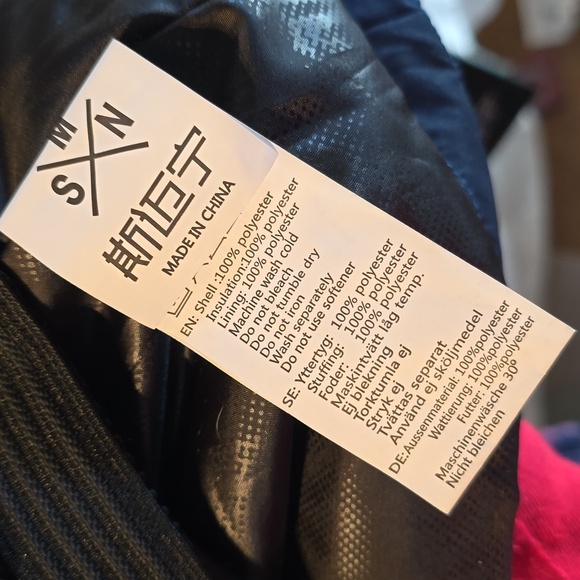 M
S N
斯迈宁
MADE IN CHINA
EN: Shell :100% polyester
Insulation:100% polyester
Lining: 100% polyester
Machine wash cold
Do not bleach
Do not tumble dry
Do not iron
Wash separately
Do not use softener
SE: Yttertyg: 100% polyester
Stuffing: 100% polyester
Foder: 100% polyester
Maskintvätt låg temp.
Ej blekning
Torktumla ej
Stryk ej
Tvättas separat
Använd ej sköljmedel
DE:Aussenmaterial: 100%polyester
Wattierung: 100%polyester
Futter: 100%polyester
Maschinenwäsche 30°
Nicht bleichen